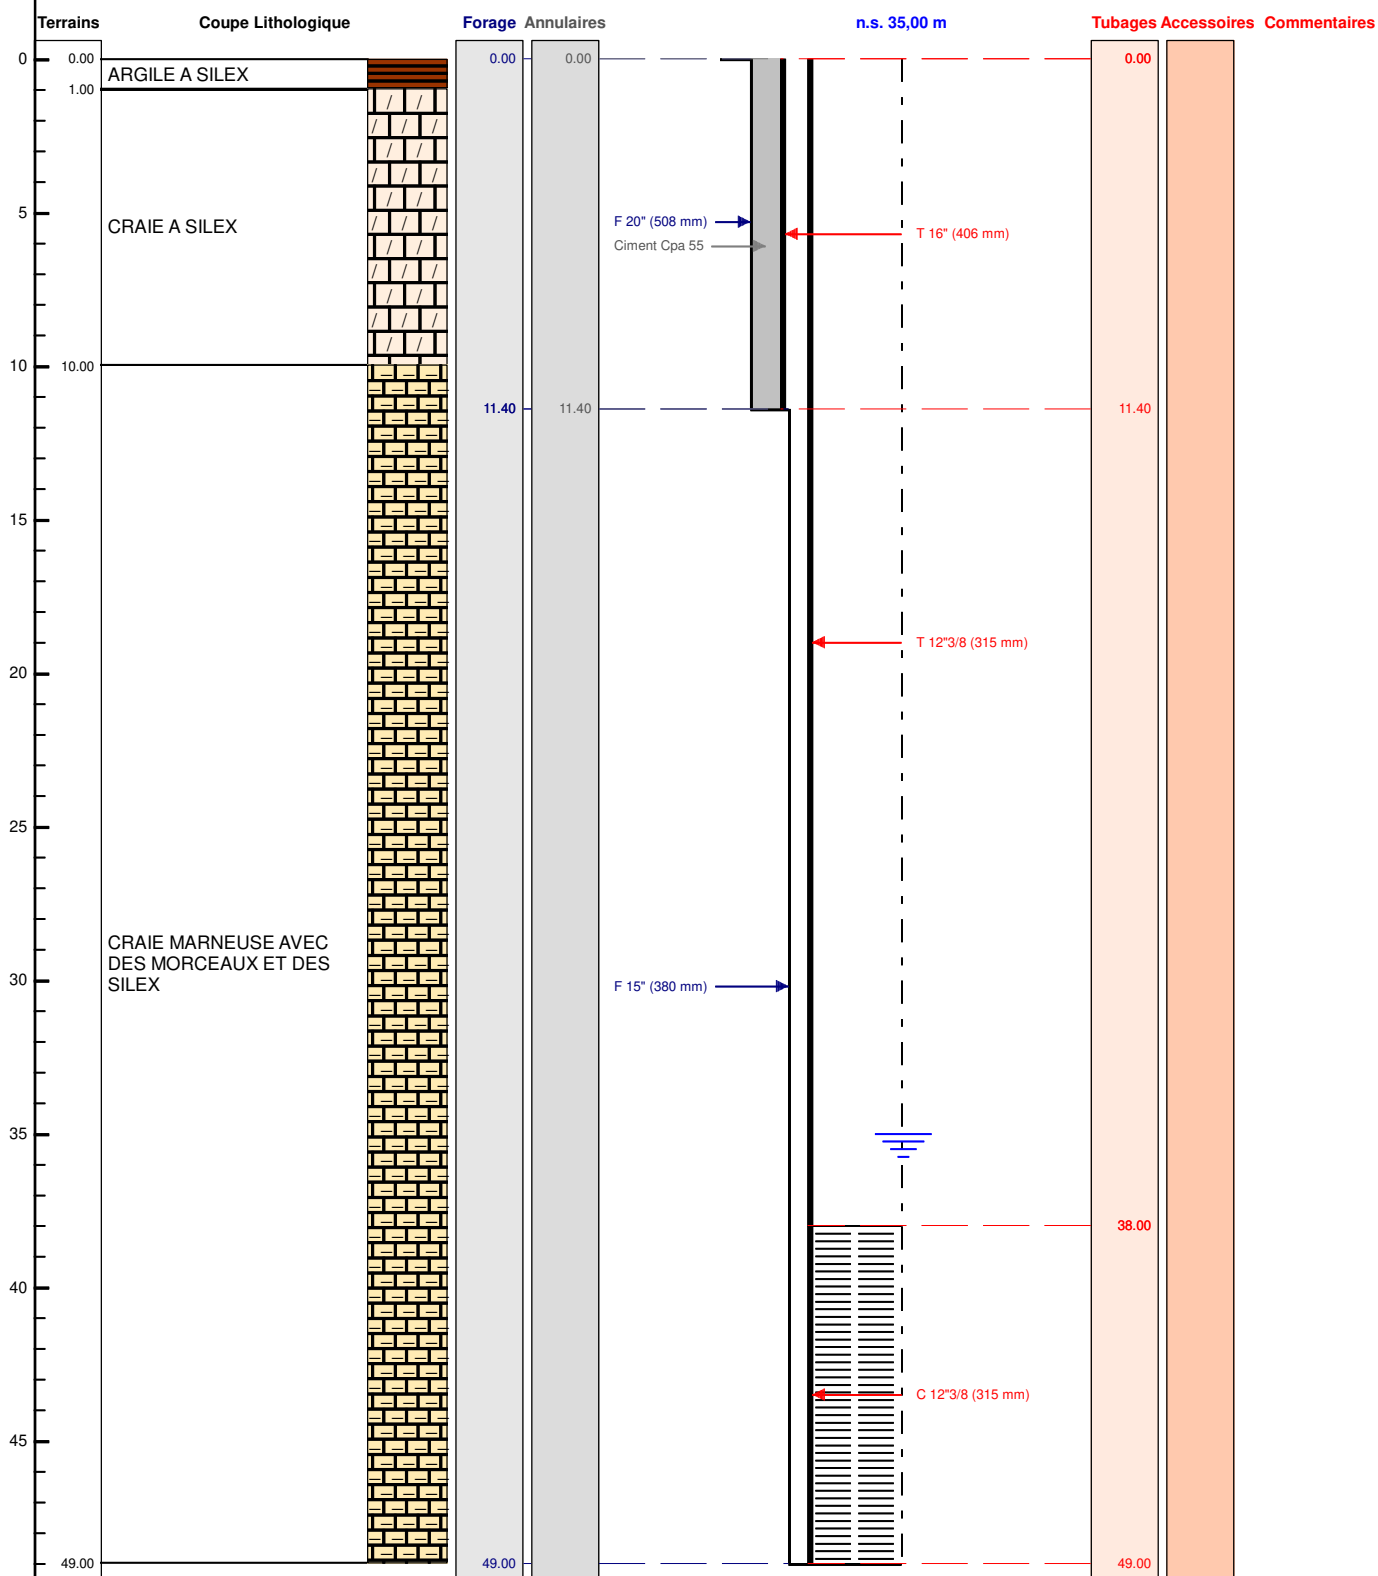 Terrains Coupe Lithologique Forage Annulaires n.s. 35,00 m Tubages Accessoires Commentaires
0 0.00 0.00 0.00 0.00
ARGILE A SILEX
1.00
5
F 20" (508 mm)
CRAIE A SILEX
T 16" (406 mm)
Ciment Cpa 55
10 10.00
11.40 11.40 11.40
15
T 12"3/8 (315 mm)
20
25
CRAIE MARNEUSE AVEC
DES MORCEAUX ET DES
SILEX
30
F 15" (380 mm)
35
38.00
40
C 12"3/8 (315 mm)
45
49.00 49.00 49.00